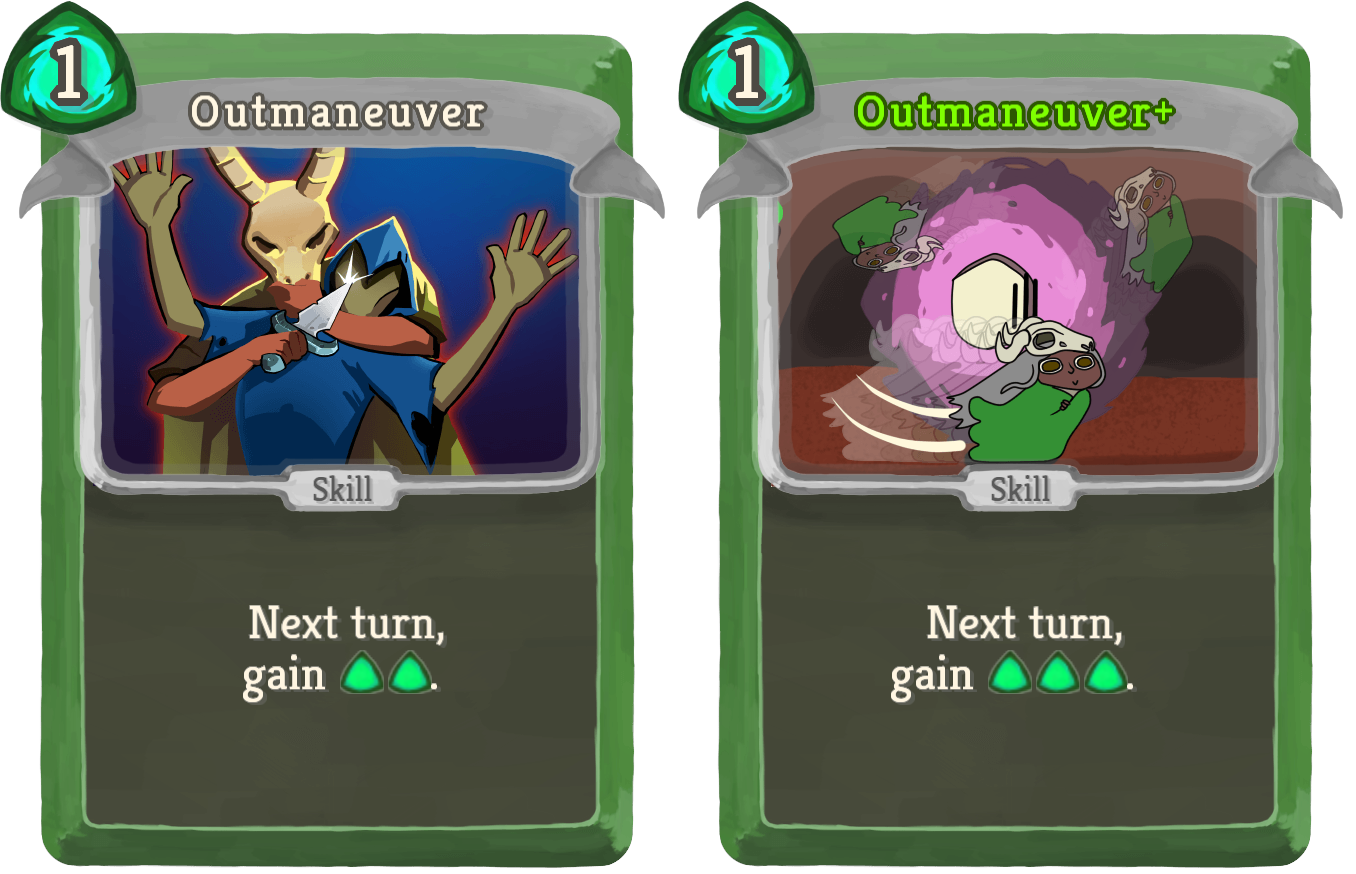 1
Outmaneuver
Skill
Next turn,
gain .
1
Outmaneuver+
Skill
Next turn,
gain .